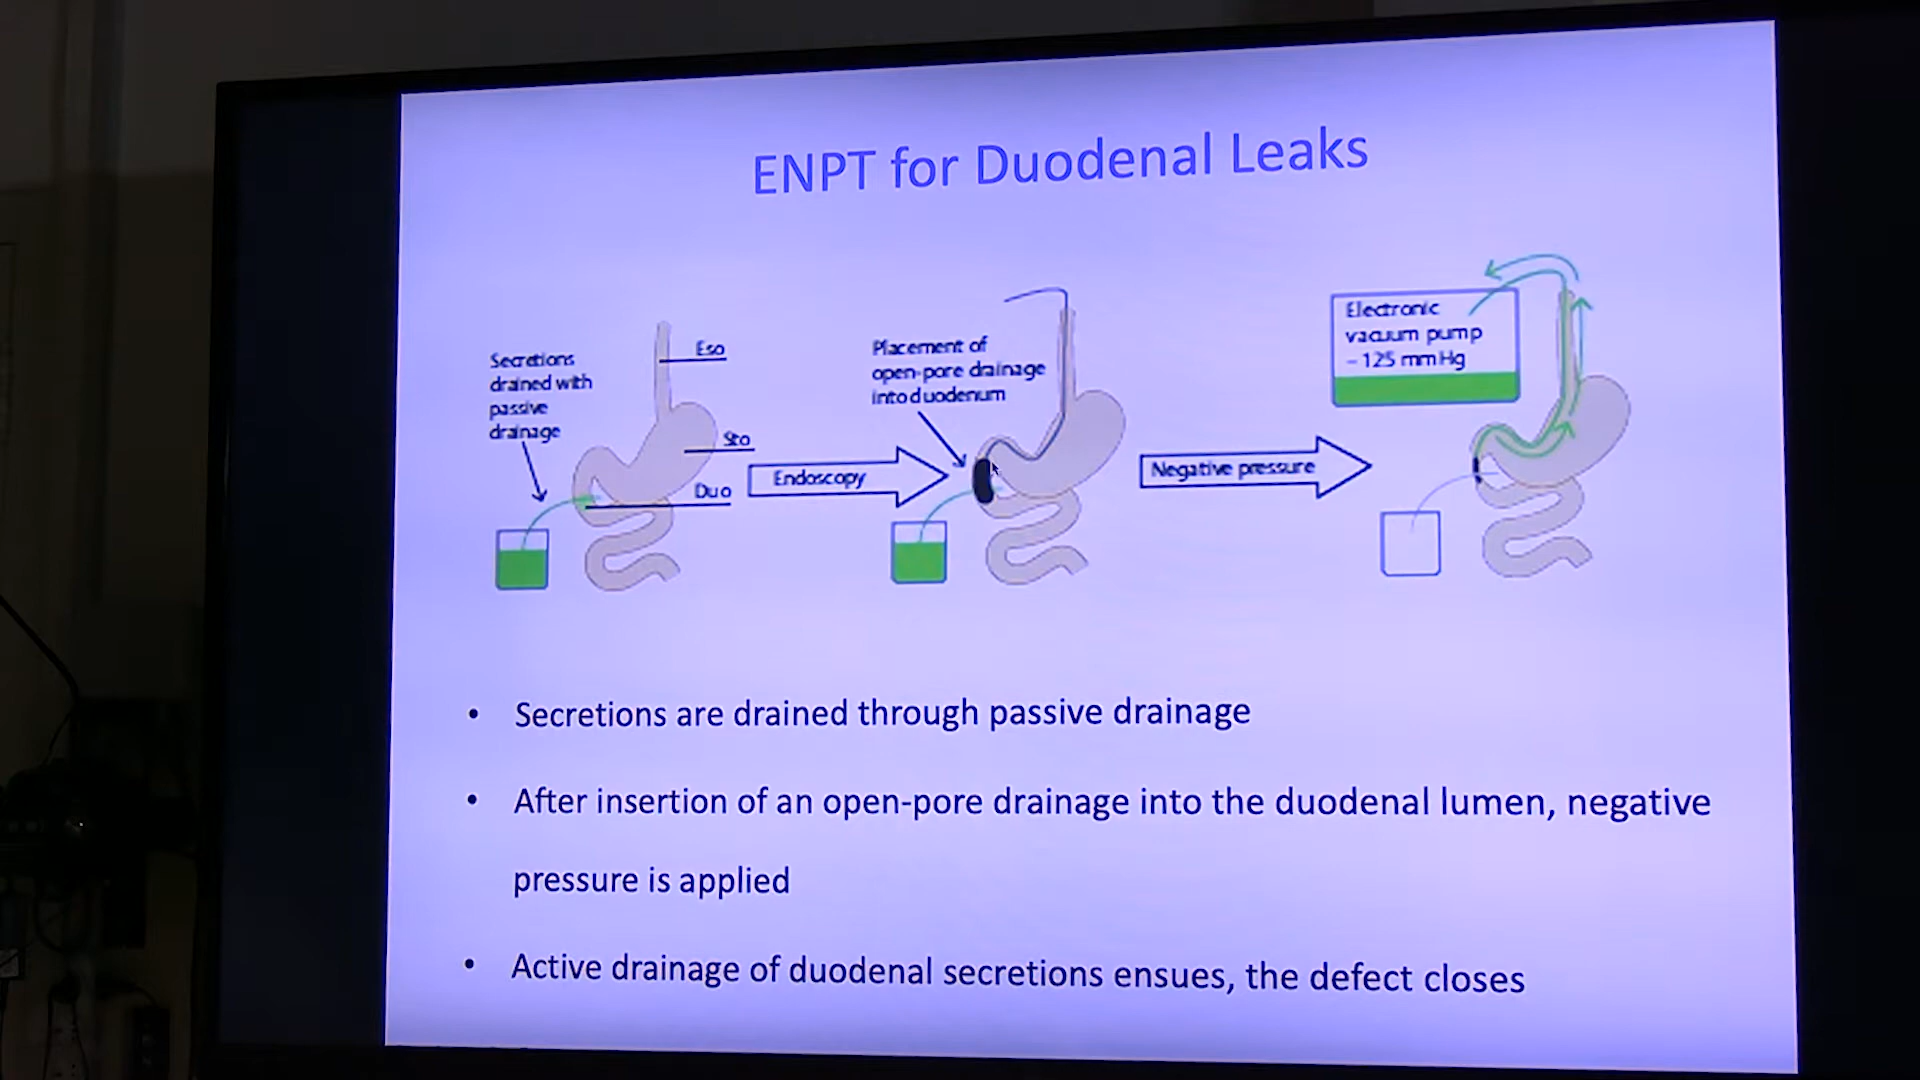 ENPT for Duodenal Leaks
Secretions
drained with
passive
drainage
Eso
Sto
Duo
Endoscopy
Placement of
open-pore drainage
into duodenum
Negative pressure
Electronic
vacuum pump
– 125 mmHg
• Secretions are drained through passive drainage
• After insertion of an open-pore drainage into the duodenal lumen, negative
pressure is applied
• Active drainage of duodenal secretions ensues, the defect closes